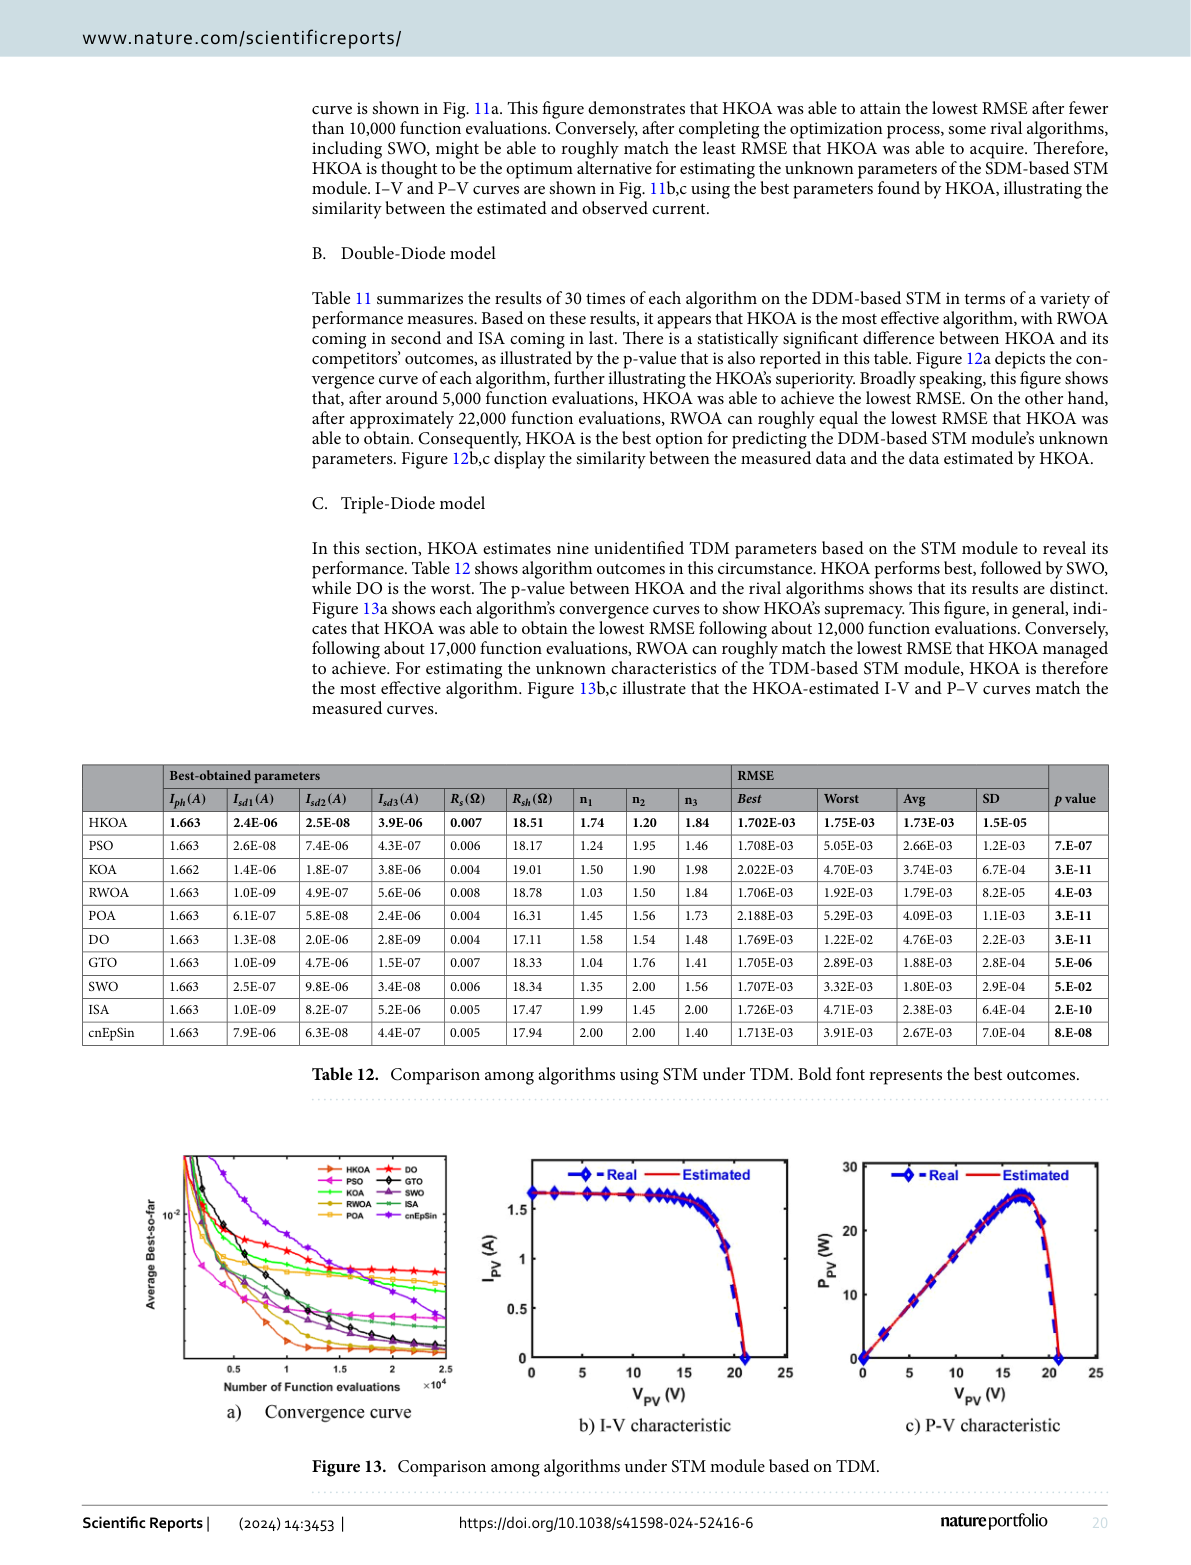 www.nature.com/scientificreports/
curve is shown in Fig. 11a. This figure demonstrates that HKOA was able to attain the lowest RMSE after fewer
than 10,000 function evaluations. Conversely, after completing the optimization process, some rival algorithms,
including SWO, might be able to roughly match the least RMSE that HKOA was able to acquire. Therefore,
HKOA is thought to be the optimum alternative for estimating the unknown parameters of the SDM-based STM
module. I–V and P–V curves are shown in Fig. 11b,c using the best parameters found by HKOA, illustrating the
similarity between the estimated and observed current.
B. Double-Diode model
Table 11 summarizes the results of 30 times of each algorithm on the DDM-based STM in terms of a variety of
performance measures. Based on these results, it appears that HKOA is the most effective algorithm, with RWOA
coming in second and ISA coming in last. There is a statistically significant difference between HKOA and its
competitors' outcomes, as illustrated by the p-value that is also reported in this table. Figure 12a depicts the con-
vergence curve of each algorithm, further illustrating the HKOA's superiority. Broadly speaking, this figure shows
that, after around 5,000 function evaluations, HKOA was able to achieve the lowest RMSE. On the other hand,
after approximately 22,000 function evaluations, RWOA can roughly equal the lowest RMSE that HKOA was
able to obtain. Consequently, HKOA is the best option for predicting the DDM-based STM module's unknown
parameters. Figure 12b,c display the similarity between the measured data and the data estimated by HKOA.
C. Triple-Diode model
In this section, HKOA estimates nine unidentified TDM parameters based on the STM module to reveal its
performance. Table 12 shows algorithm outcomes in this circumstance. HKOA performs best, followed by SWO,
while DO is the worst. The p-value between HKOA and the rival algorithms shows that its results are distinct.
Figure 13a shows each algorithm's convergence curves to show HKOA's supremacy. This figure, in general, indi-
cates that HKOA was able to obtain the lowest RMSE following about 12,000 function evaluations. Conversely,
following about 17,000 function evaluations, RWOA can roughly match the lowest RMSE that HKOA managed
to achieve. For estimating the unknown characteristics of the TDM-based STM module, HKOA is therefore
the most effective algorithm. Figure 13b,c illustrate that the HKOA-estimated I-V and P–V curves match the
measured curves.
Best-obtained parameters RMSE
Iph(A) Isd1(A) Isd2(A) Isd3(A) Rs(Ω) Rsh(Ω) n1 n2 n3 Best Worst Avg SD p value
HKOA 1.663 2.4E-06 2.5E-08 3.9E-06 0.007 18.51 1.74 1.20 1.84 1.702E-03 1.75E-03 1.73E-03 1.5E-05
PSO 1.663 2.6E-08 7.4E-06 4.3E-07 0.006 18.17 1.24 1.95 1.46 1.708E-03 5.05E-03 2.66E-03 1.2E-03 7.E-07
KOA 1.662 1.4E-06 1.8E-07 3.8E-06 0.004 19.01 1.50 1.90 1.98 2.022E-03 4.70E-03 3.74E-03 6.7E-04 3.E-11
RWOA 1.663 1.0E-09 4.9E-07 5.6E-06 0.008 18.78 1.03 1.50 1.84 1.706E-03 1.92E-03 1.79E-03 8.2E-05 4.E-03
POA 1.663 6.1E-07 5.8E-08 2.4E-06 0.004 16.31 1.45 1.56 1.73 2.188E-03 5.29E-03 4.09E-03 1.1E-03 3.E-11
DO 1.663 1.3E-08 2.0E-06 2.8E-09 0.004 17.11 1.58 1.54 1.48 1.769E-03 1.22E-02 4.76E-03 2.2E-03 3.E-11
GTO 1.663 1.0E-09 4.7E-06 1.5E-07 0.007 18.33 1.04 1.76 1.41 1.705E-03 2.89E-03 1.88E-03 2.8E-04 5.E-06
SWO 1.663 2.5E-07 9.8E-06 3.4E-08 0.006 18.34 1.35 2.00 1.56 1.707E-03 3.32E-03 1.80E-03 2.9E-04 5.E-02
ISA 1.663 1.0E-09 8.2E-07 5.2E-06 0.005 17.47 1.99 1.45 2.00 1.726E-03 4.71E-03 2.38E-03 6.4E-04 2.E-10
cnEpSin 1.663 7.9E-06 6.3E-08 4.4E-07 0.005 17.94 2.00 2.00 1.40 1.713E-03 3.91E-03 2.67E-03 7.0E-04 8.E-08
Table 12. Comparison among algorithms using STM under TDM. Bold font represents the best outcomes.
Average Best-so-far
10-2
HKOA DO
PSO GTO
KOA SWO
RWOA ISA
POA cnEpSin
0.5 1 1.5 2 2.5
Number of Function evaluations ×104
a) Convergence curve
Real Estimated
IPV (A)
1.5
1
0.5
0
0 5 10 15 20 25
VPV (V)
b) I-V characteristic
Real Estimated
PPV (W)
30
20
10
0
0 5 10 15 20 25
VPV (V)
c) P-V characteristic
Figure 13. Comparison among algorithms under STM module based on TDM.
Scientific Reports | (2024) 14:3453 | https://doi.org/10.1038/s41598-024-52416-6 nature portfolio 20